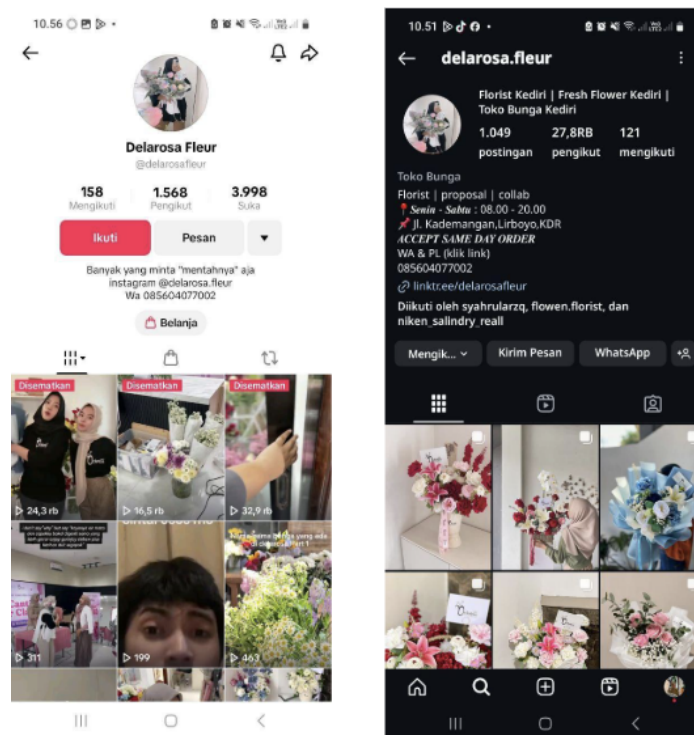 10.56
Delarosa Fleur
@delarosafleur
158
1.568
3.998
Mengikuti
Pengikut
Suka
Ikuti
Pesan
Banyak yang minta "mentahnya" aja
instagram @delarosa.fleur
Wa 085604077002
Belanja
Disematkan
Disematkan
Disematkan
24,3 rb
16,5 rb
32,9 rb
311
199
463
10.51
delarosa.fleur
Florist Kediri | Fresh Flower Kediri |
Toko Bunga Kediri
1.049
27,8RB
121
postingan
pengikut
mengikuti
Toko Bunga
Florist | proposal | collab
Senin - Sabtu : 08.00 - 20.00
Jl. Kademangan,Lirboyo,KDR
ACCEPT SAME DAY ORDER
WA & PL (klik link)
085604077002
linktr.ee/delarosafleur
Diikuti oleh syahrularzq, flowen.florist, dan
niken_salindry_reall
Mengik...
Kirim Pesan
WhatsApp